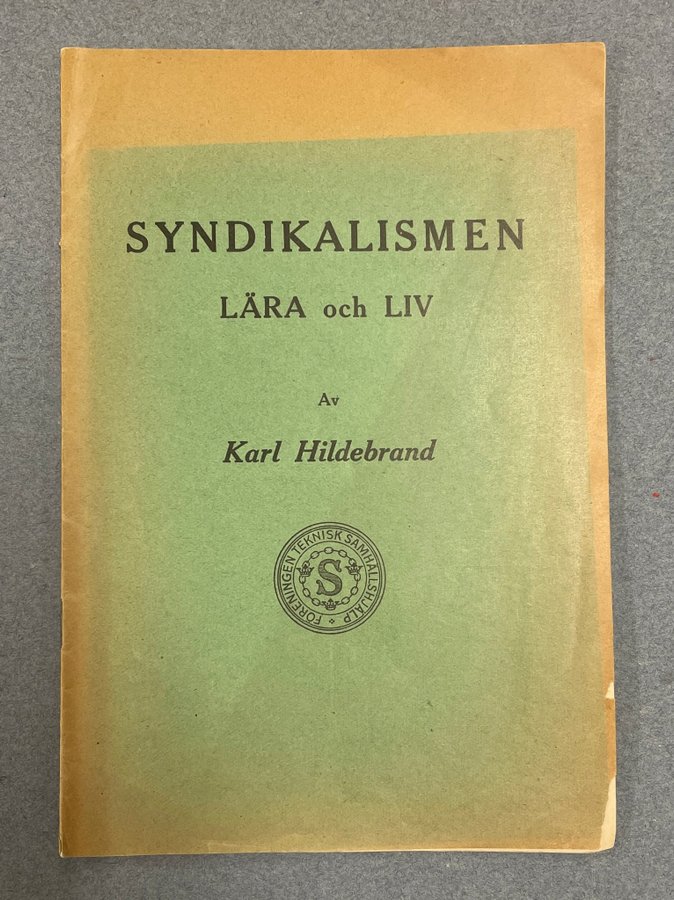 SYNDIKALISMEN
LÄRA och LIV
Av
Karl Hildebrand
FÖRENINGEN TEKNISK SAMHÄLLSHJÄLP
S